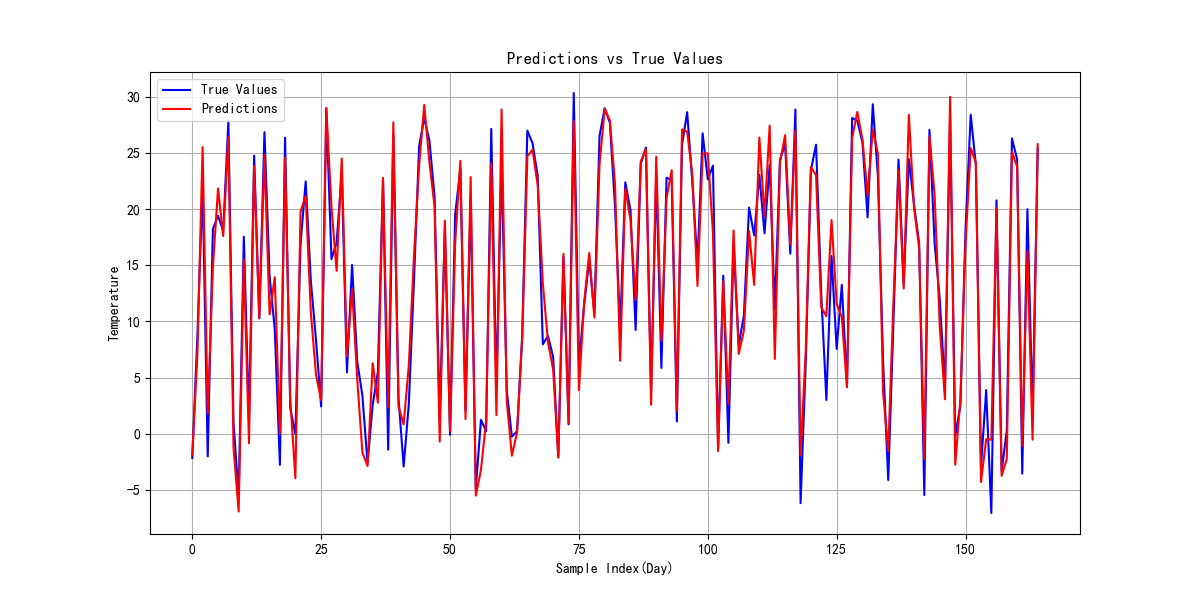 Predictions vs True Values
True Values
Predictions
Temperature
30
25
20
15
10
5
0
−5
0 25 50 75 100 125 150
Sample Index(Day)